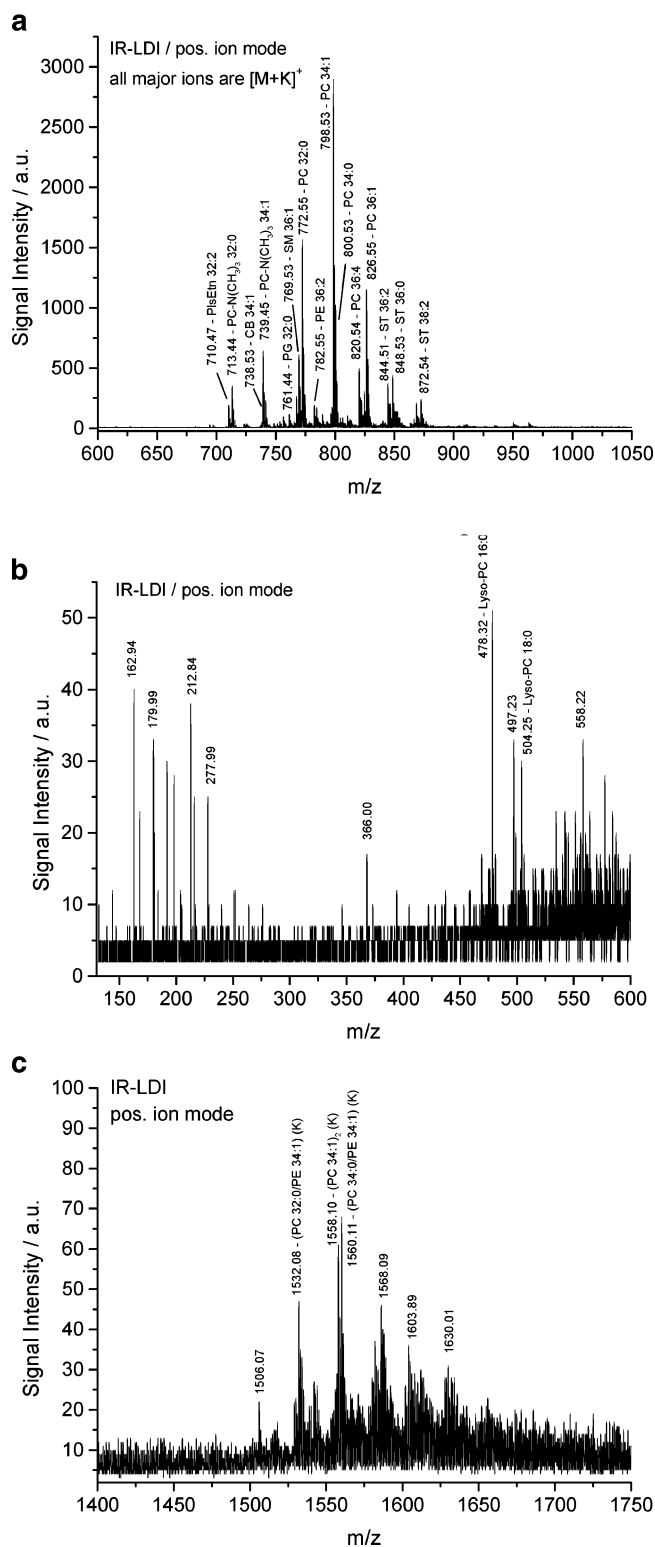 a
IR-LDI / pos. ion mode
all major ions are [M+K]⁺
Signal Intensity / a.u.
3000
2500
2000
1500
1000
500
0
710.47 - PlsEtn 32:2
713.44 - PC-N(CH₃)₃ 32:0
738.53 - CB 34:1
739.45 - PC-N(CH₃)₃ 34:1
761.44 - PG 32:0
769.53 - SM 36:1
772.55 - PC 32:0
782.55 - PE 36:2
798.53 - PC 34:1
800.53 - PC 34:0
820.54 - PC 36:4
826.55 - PC 36:1
844.51 - ST 36:2
848.53 - ST 36:0
872.54 - ST 38:2
600 650 700 750 800 850 900 950 1000 1050
m/z
b
IR-LDI / pos. ion mode
Signal Intensity / a.u.
50
40
30
20
10
0
162.94
179.99
212.84
277.99
366.00
478.32 - Lyso-PC 16:0
497.23
504.25 - Lyso-PC 18:0
558.22
150 200 250 300 350 400 450 500 550 600
m/z
c
IR-LDI
pos. ion mode
Signal Intensity / a.u.
100
90
80
70
60
50
40
30
20
10
1506.07
1532.08 - (PC 32:0/PE 34:1) (K)
1558.10 - (PC 34:1)₂ (K)
1560.11 - (PC 34:0/PE 34:1) (K)
1568.09
1603.89
1630.01
1400 1450 1500 1550 1600 1650 1700 1750
m/z